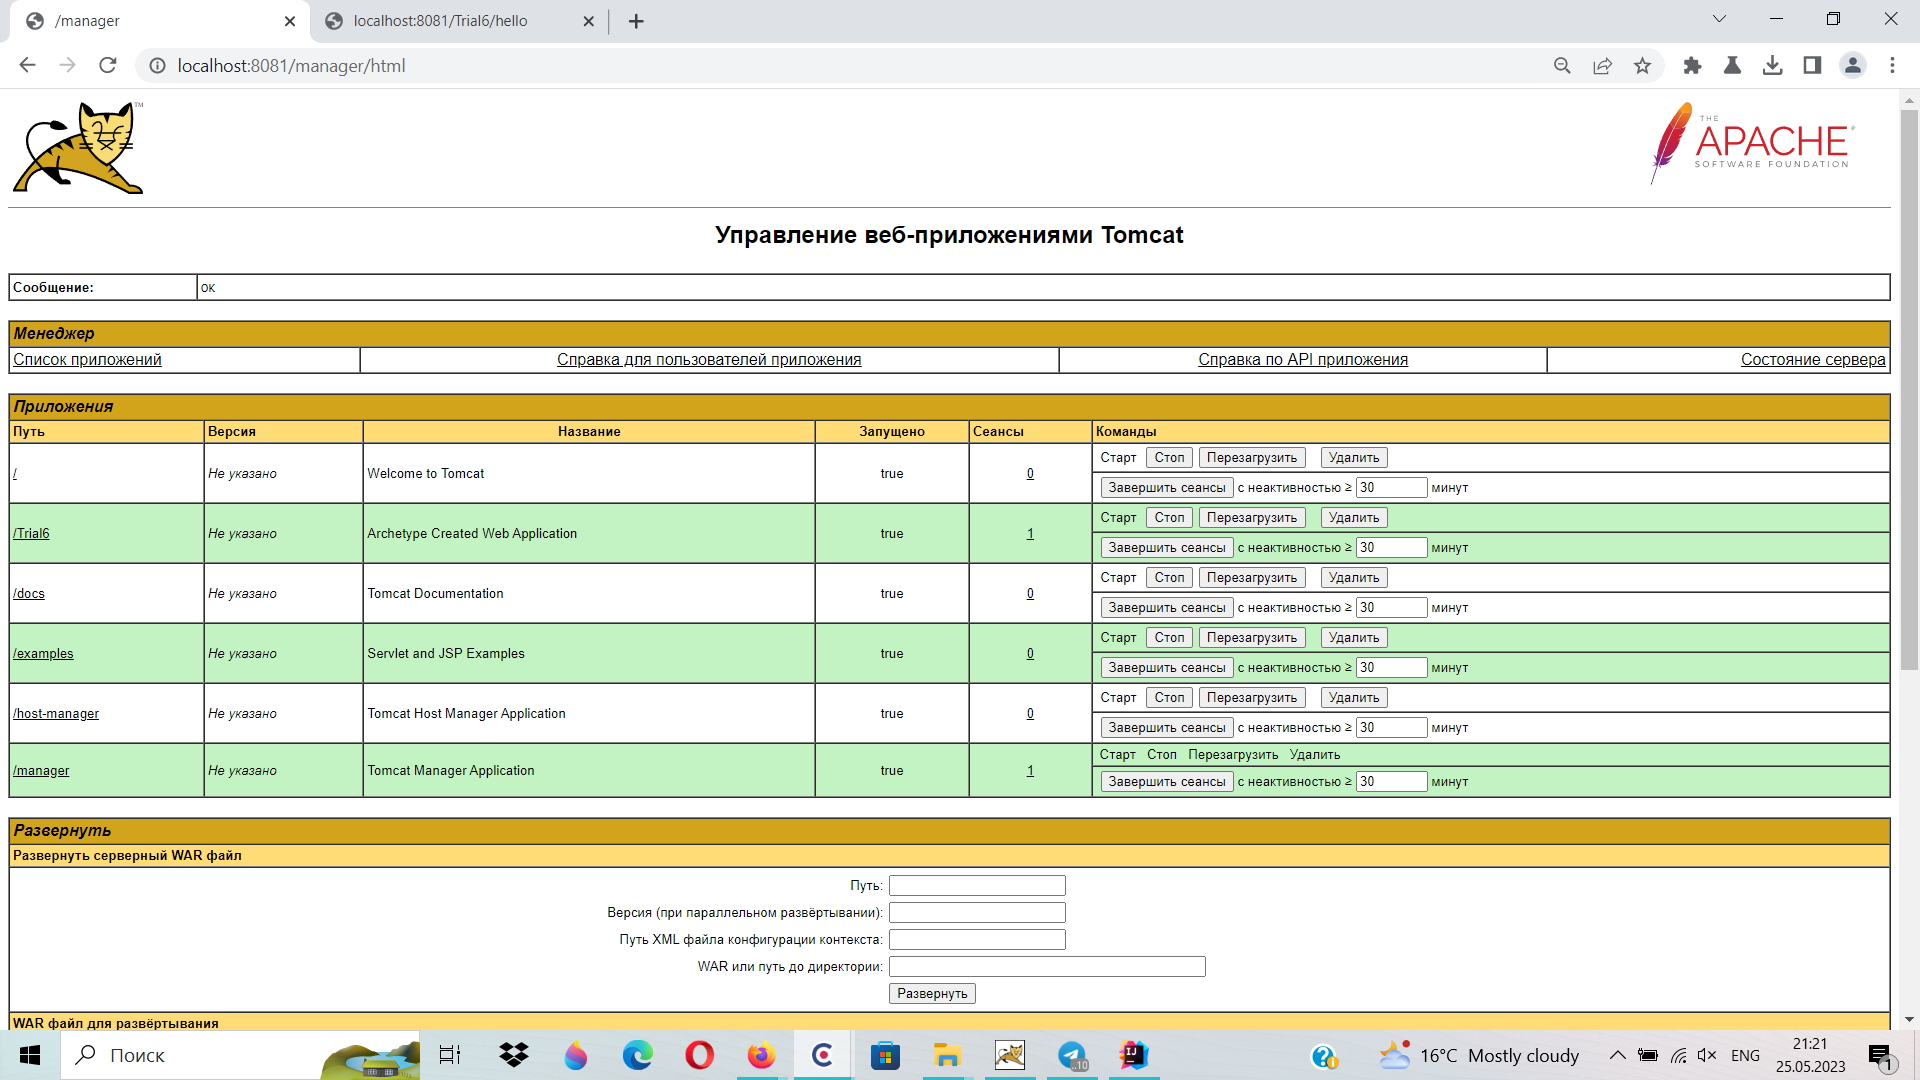 /manager
localhost:8081/Trial6/hello
localhost:8081/manager/html
TM
THE
APACHE®
SOFTWARE FOUNDATION
Управление веб-приложениями Tomcat
Сообщение: OK
Менеджер
Список приложений Справка для пользователей приложения Справка по API приложения Состояние сервера
Приложения
Путь Версия Название Запущено Сеансы Команды
/ Не указано Welcome to Tomcat true 0 Старт Стоп Перезагрузить Удалить
Завершить сеансы с неактивностью ≥ 30 минут
/Trial6 Не указано Archetype Created Web Application true 1 Старт Стоп Перезагрузить Удалить
Завершить сеансы с неактивностью ≥ 30 минут
/docs Не указано Tomcat Documentation true 0 Старт Стоп Перезагрузить Удалить
Завершить сеансы с неактивностью ≥ 30 минут
/examples Не указано Servlet and JSP Examples true 0 Старт Стоп Перезагрузить Удалить
Завершить сеансы с неактивностью ≥ 30 минут
/host-manager Не указано Tomcat Host Manager Application true 0 Старт Стоп Перезагрузить Удалить
Завершить сеансы с неактивностью ≥ 30 минут
/manager Не указано Tomcat Manager Application true 1 Старт Стоп Перезагрузить Удалить
Завершить сеансы с неактивностью ≥ 30 минут
Развернуть
Развернуть серверный WAR файл
Путь:
Версия (при параллельном развёртывании):
Путь XML файла конфигурации контекста:
WAR или путь до директории:
Развернуть
WAR файл для развёртывания
Поиск
..10
IJ
16°C Mostly cloudy
ENG
21:21
25.05.2023
1